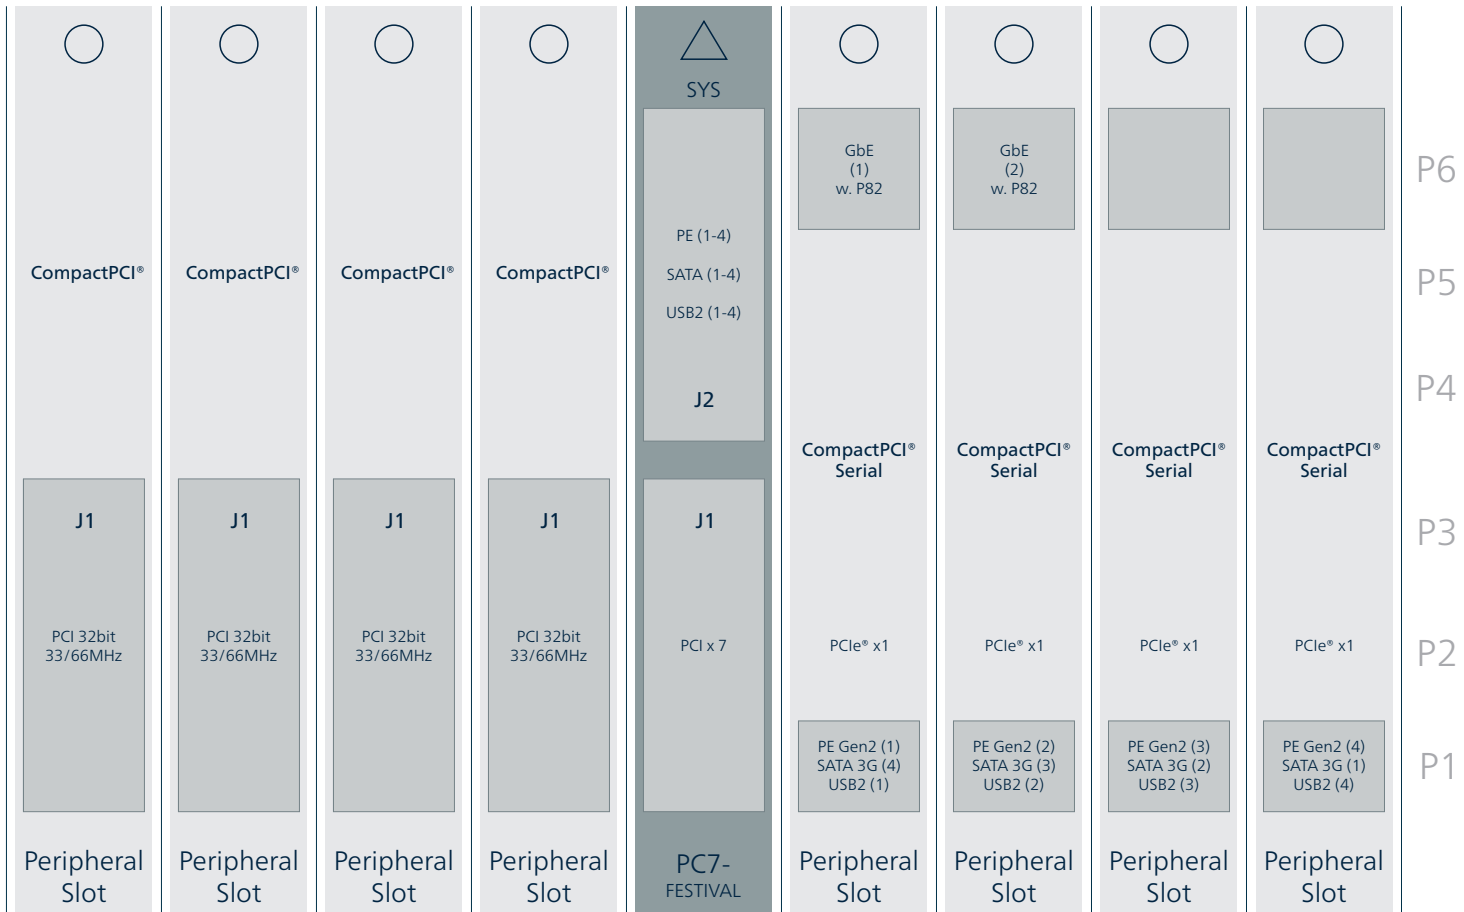 SYS
GbE
(1)
w. P82
GbE
(2)
w. P82
P6
PE (1-4)
SATA (1-4)
USB2 (1-4)
J2
CompactPCI®
CompactPCI®
CompactPCI®
CompactPCI®
P5
P4
CompactPCI®
Serial
CompactPCI®
Serial
CompactPCI®
Serial
CompactPCI®
Serial
J1
J1
J1
J1
J1
P3
PCI 32bit
33/66MHz
PCI 32bit
33/66MHz
PCI 32bit
33/66MHz
PCI 32bit
33/66MHz
PCI x 7
PCIe® x1
PCIe® x1
PCIe® x1
PCIe® x1
P2
PE Gen2 (1)
SATA 3G (4)
USB2 (1)
PE Gen2 (2)
SATA 3G (3)
USB2 (2)
PE Gen2 (3)
SATA 3G (2)
USB2 (3)
PE Gen2 (4)
SATA 3G (1)
USB2 (4)
P1
Peripheral
Slot
Peripheral
Slot
Peripheral
Slot
Peripheral
Slot
PC7-
FESTIVAL
Peripheral
Slot
Peripheral
Slot
Peripheral
Slot
Peripheral
Slot